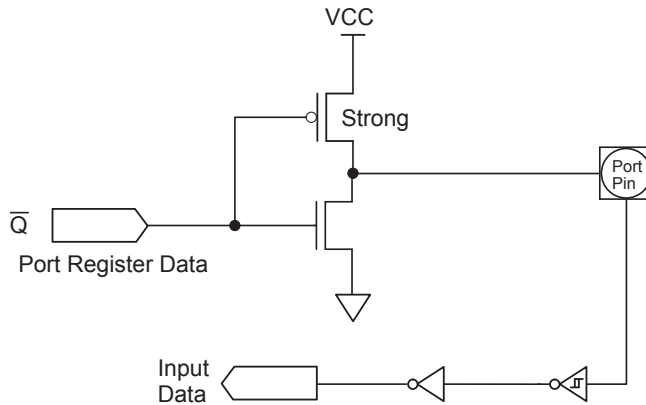 VCC
Strong
Port
Pin
Q̅
Port Register Data
Input
Data